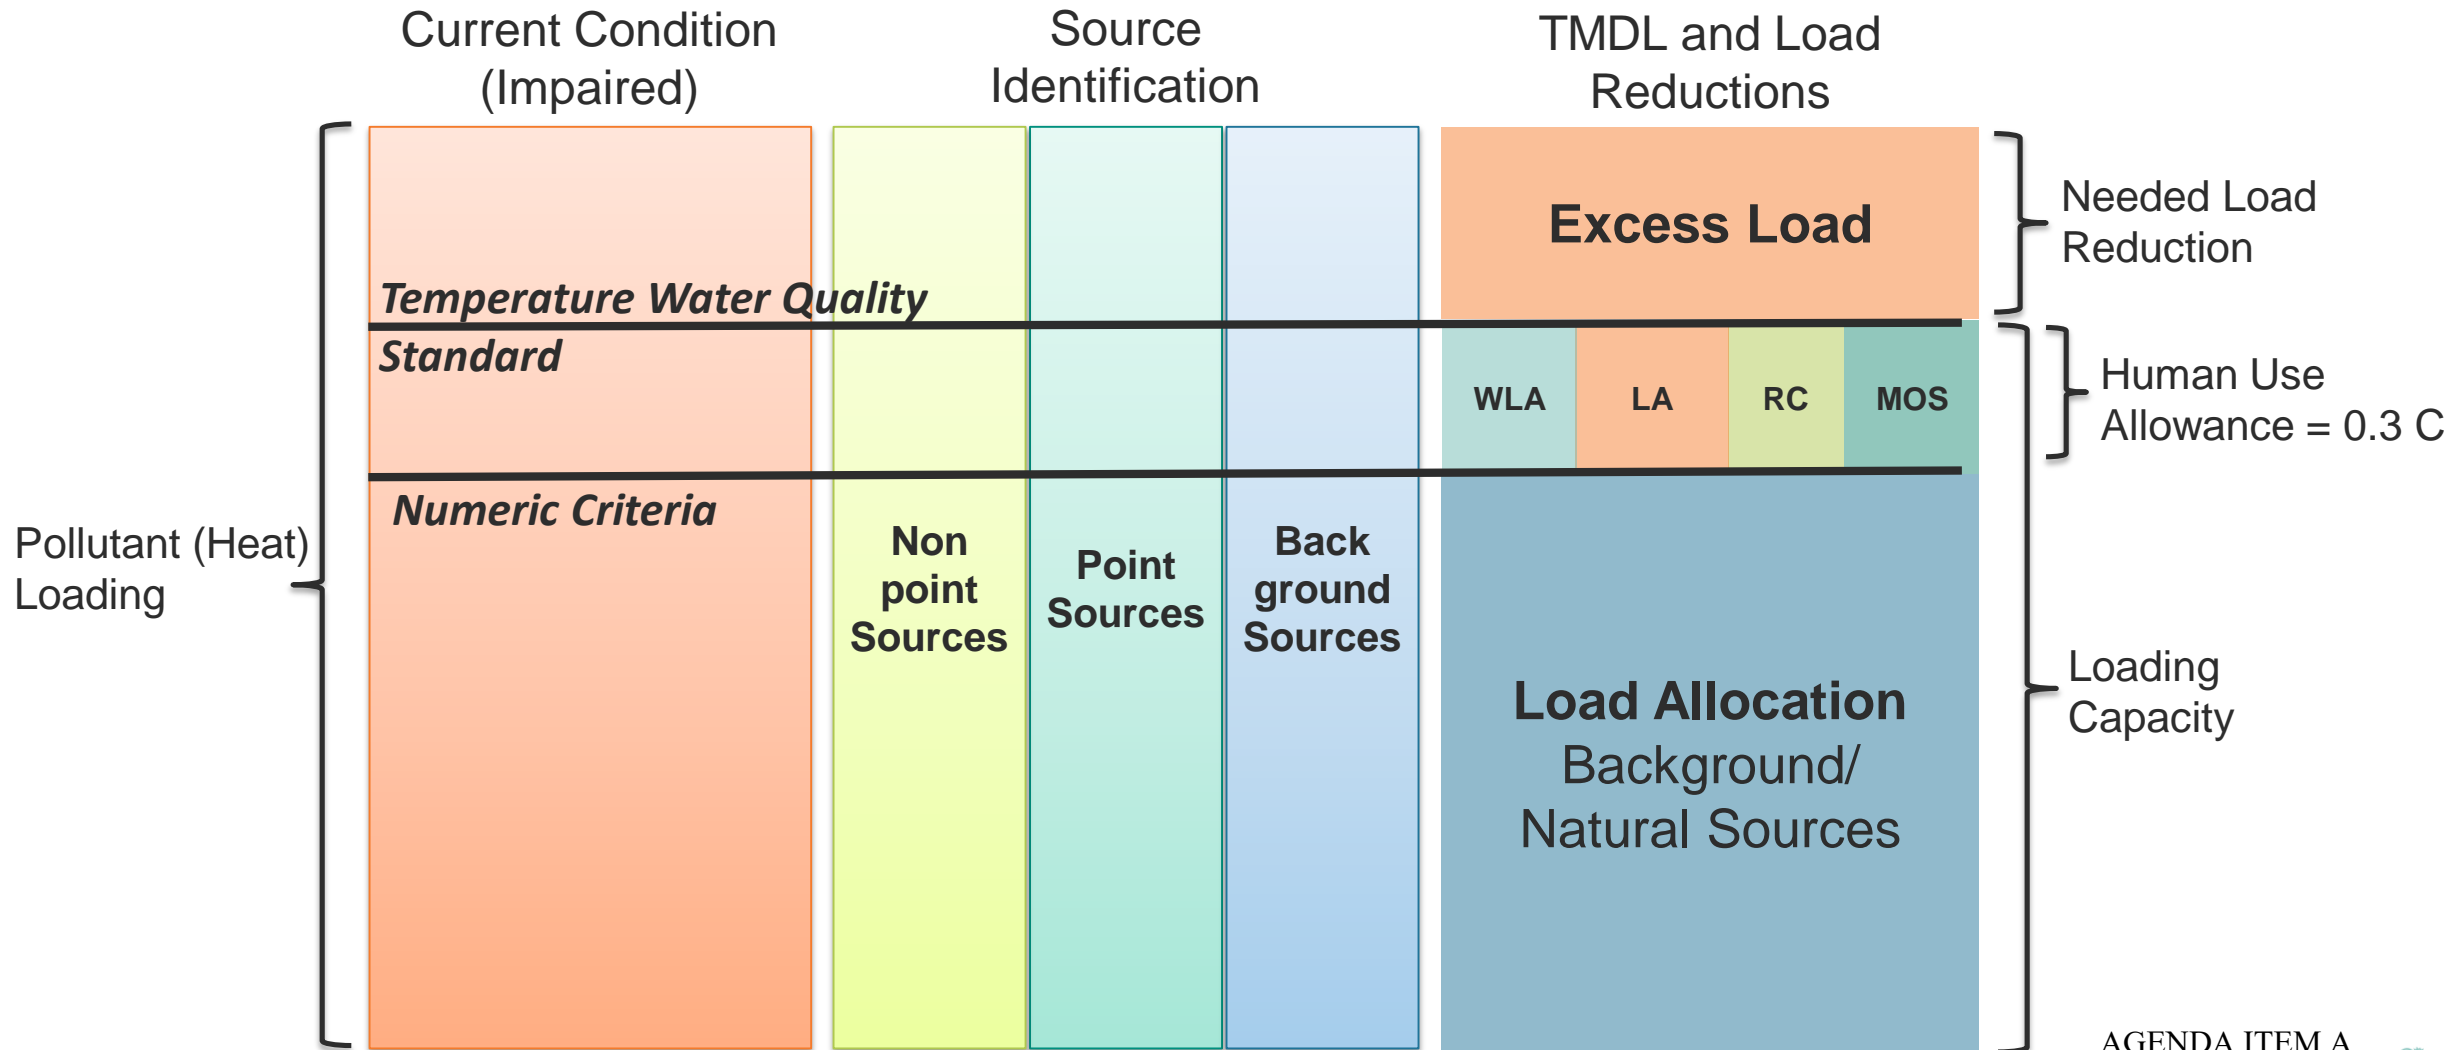 Current Condition
(Impaired)
Source
Identification
TMDL and Load
Reductions
Pollutant (Heat)
Loading
Temperature Water Quality
Standard
Numeric Criteria
Non
point
Sources
Point
Sources
Back
ground
Sources
Excess Load
WLA
LA
RC
MOS
Load Allocation
Background/
Natural Sources
Needed Load
Reduction
Human Use
Allowance = 0.3 C
Loading
Capacity
AGENDA ITEM A